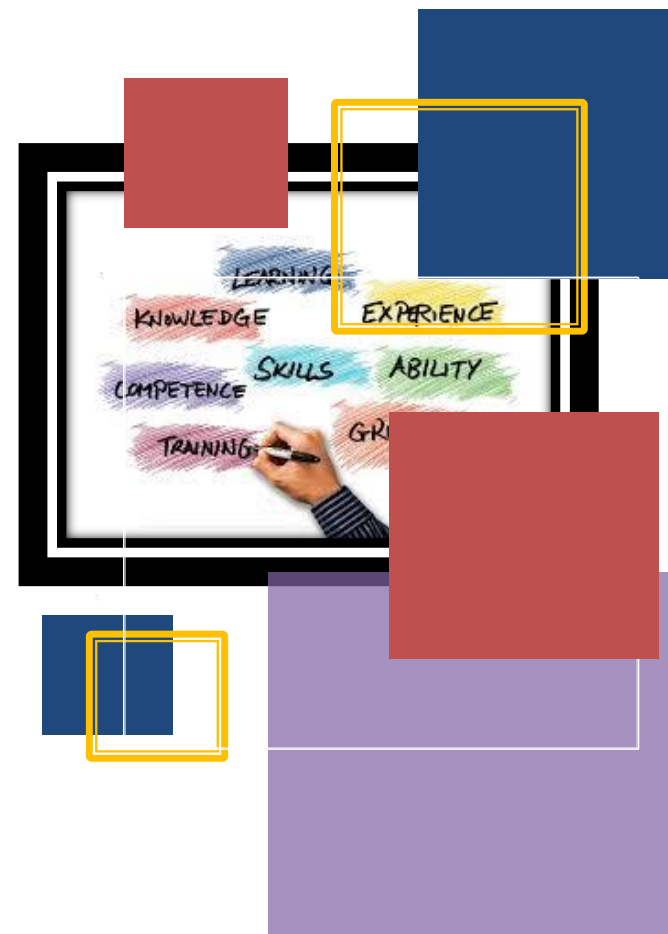 LEARNING
KNOWLEDGE
EXPERIENCE
SKILLS
ABILITY
COMPETENCE
TRAINING